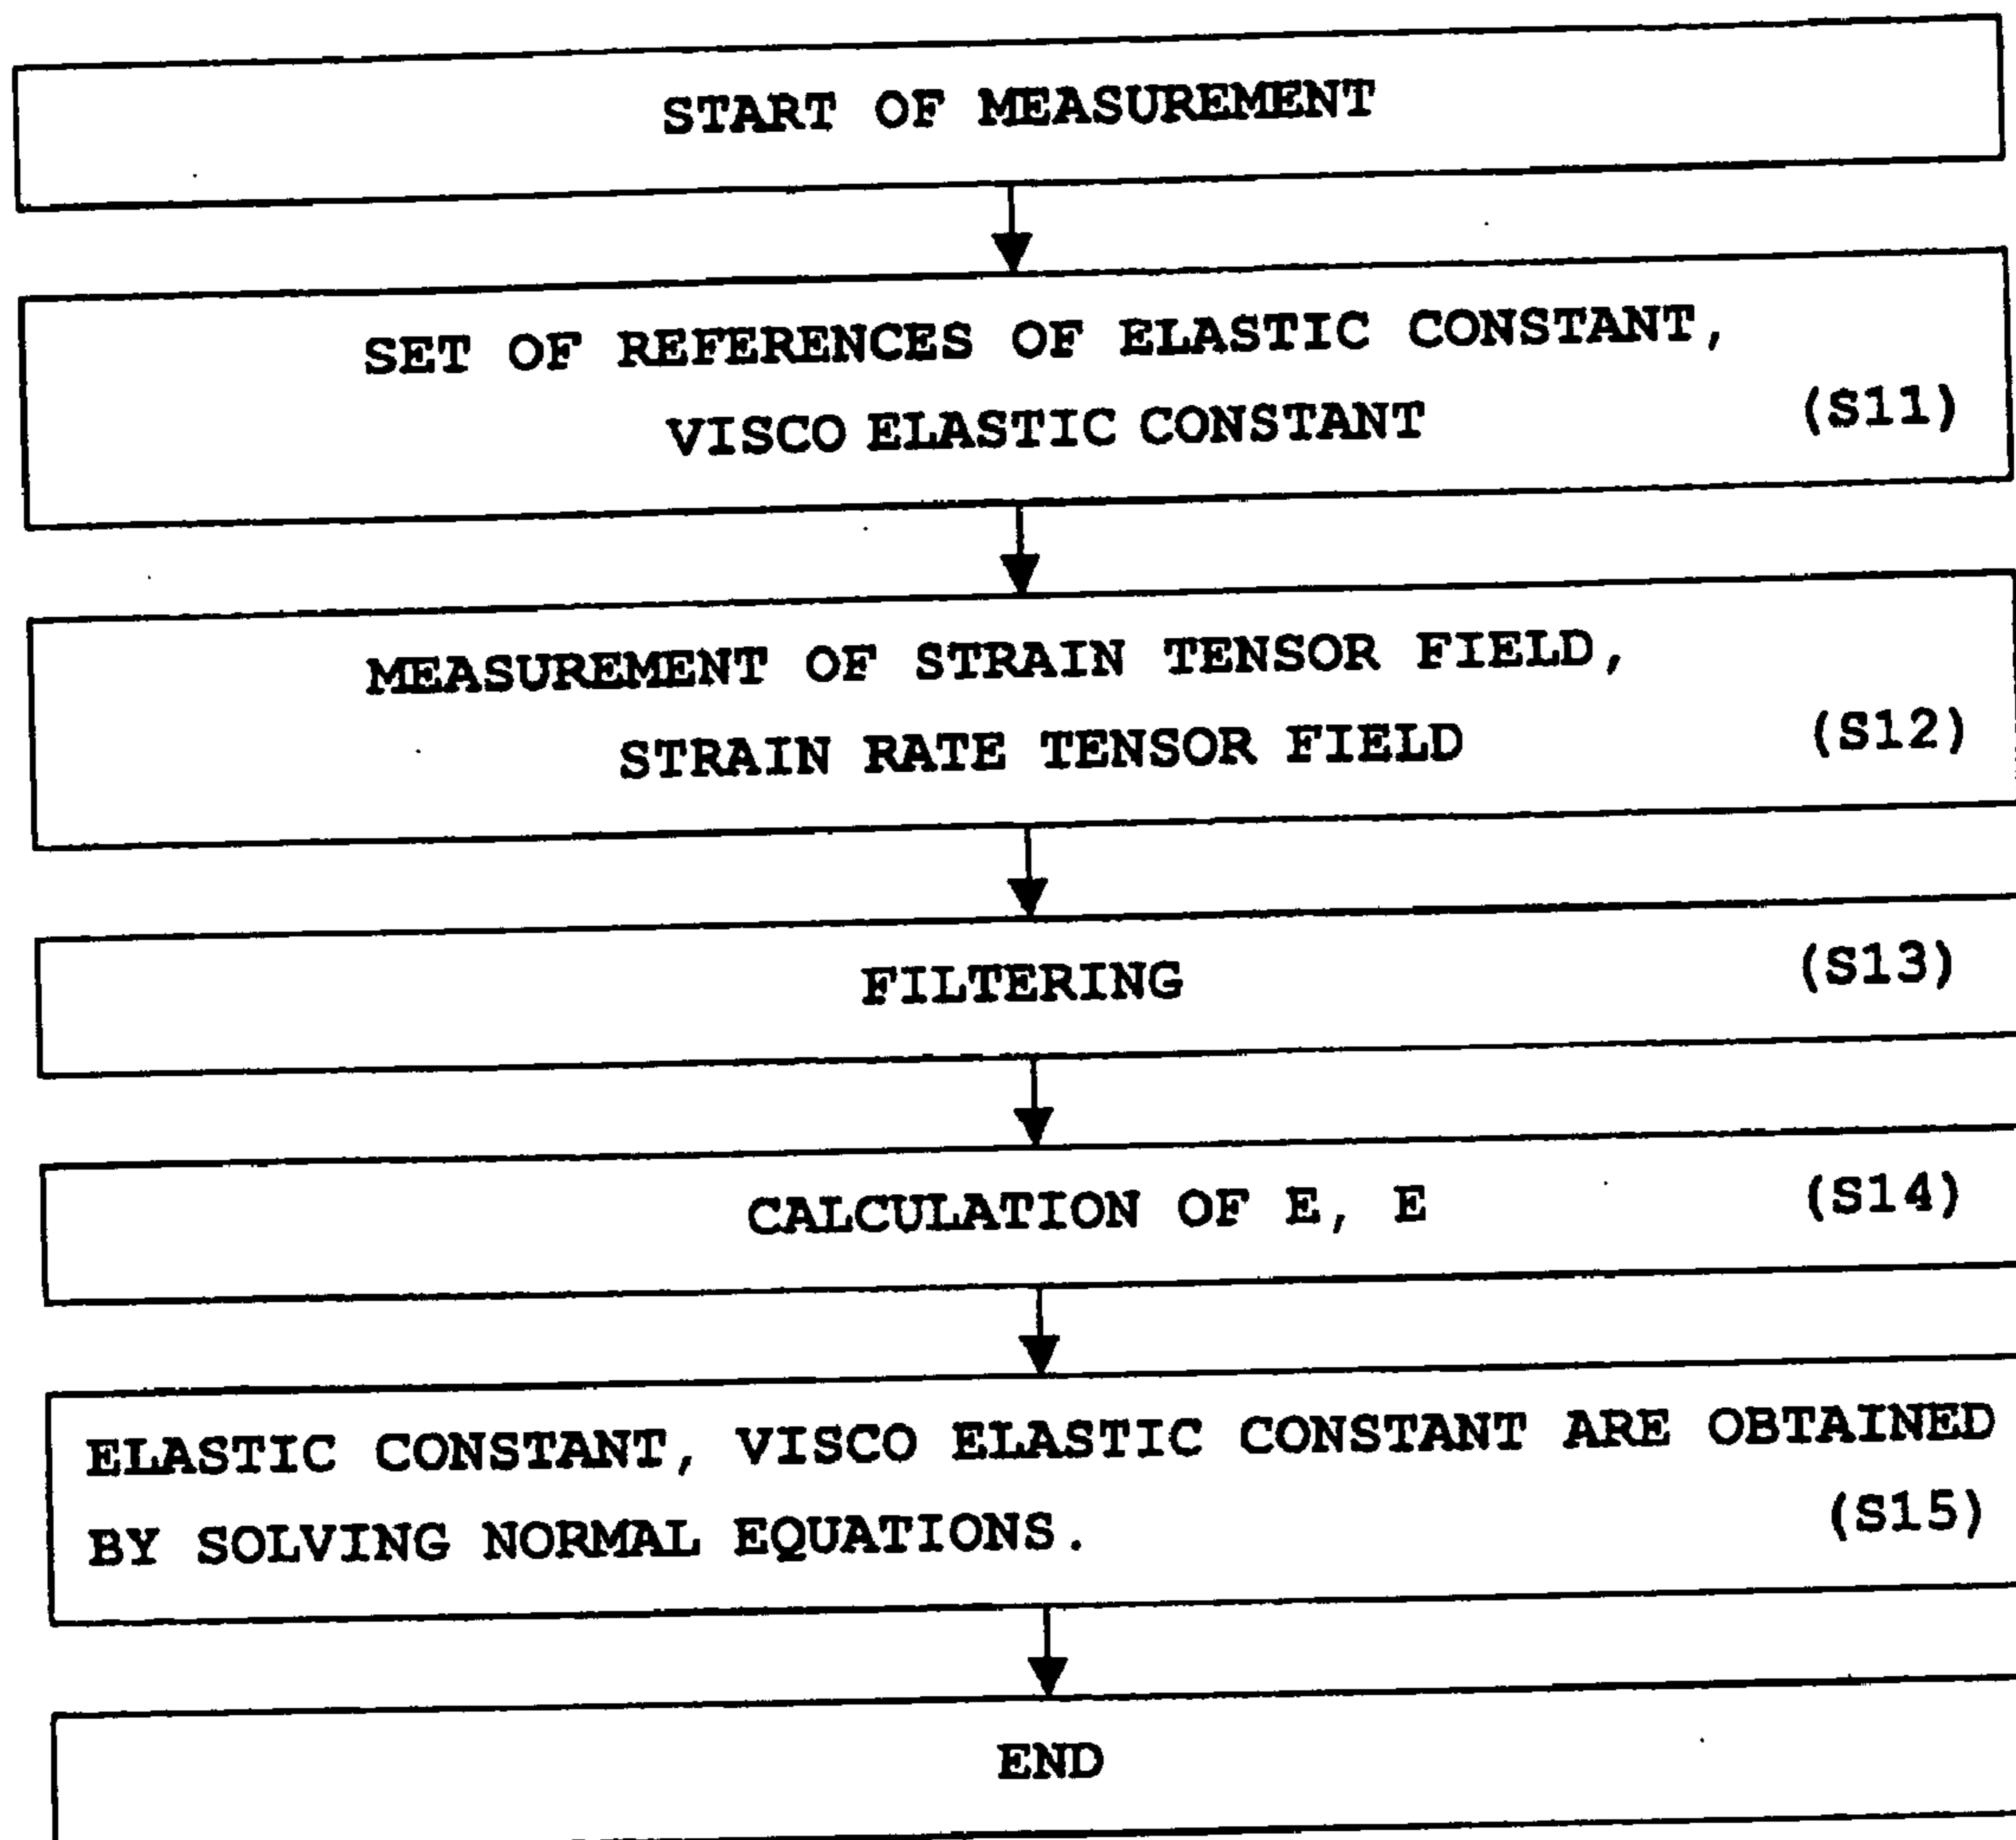 START OF MEASUREMENT
SET OF REFERENCES OF ELASTIC CONSTANT,
VISCO ELASTIC CONSTANT (S11)
MEASUREMENT OF STRAIN TENSOR FIELD,
STRAIN RATE TENSOR FIELD (S12)
FILTERING (S13)
CALCULATION OF E, E (S14)
ELASTIC CONSTANT, VISCO ELASTIC CONSTANT ARE OBTAINED
BY SOLVING NORMAL EQUATIONS. (S15)
END